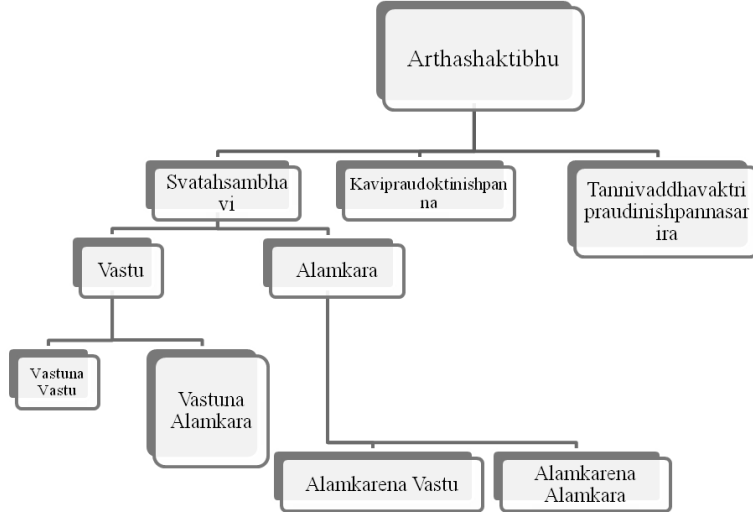 Arthashaktibhu
Svatahsambha
vi
Kavipraudoktinishpan
na
Tannivaddhavaktri
praudinishpannasar
ira
Vastu
Alamkara
Vastuna
Vastu
Vastuna
Alamkara
Alamkarena Vastu
Alamkarena
Alamkara